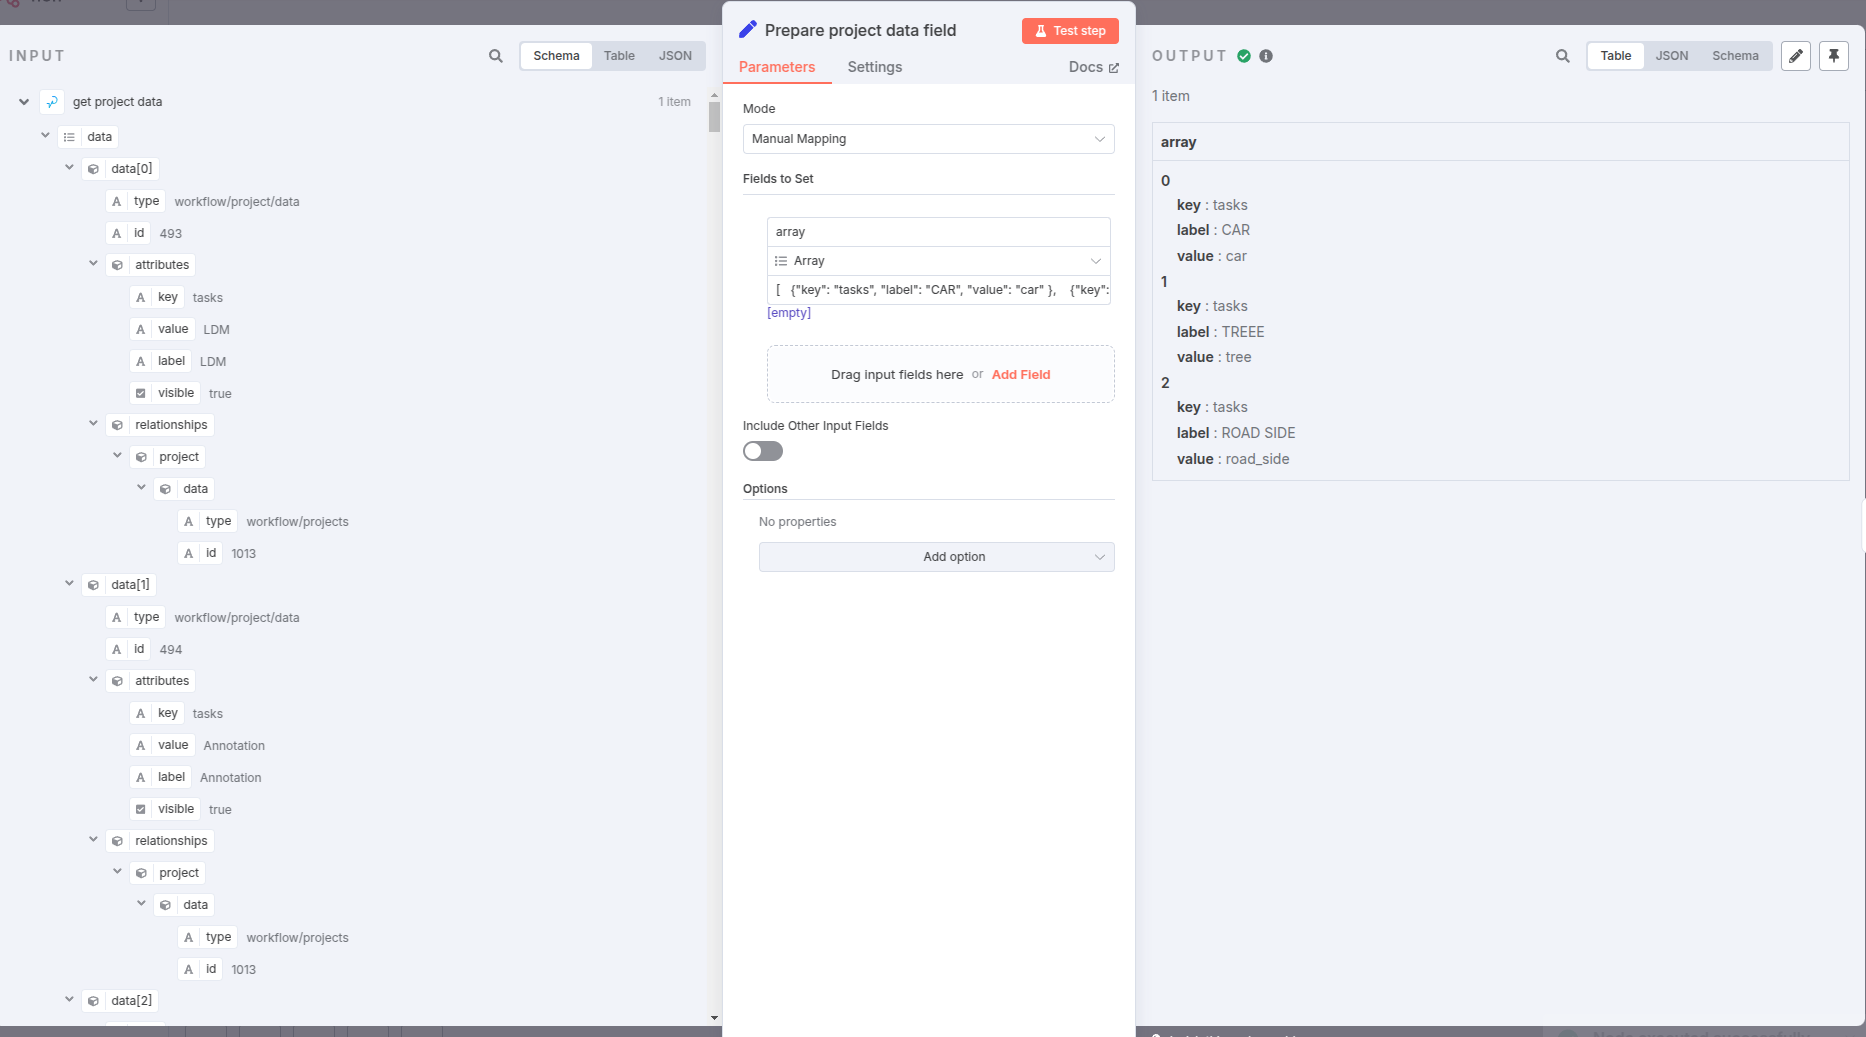 INPUT
Schema
Table
JSON
get project data
1 item
data
data[0]
A type workflow/project/data
A id 493
attributes
A key tasks
A value LDM
A label LDM
visible true
relationships
project
data
A type workflow/projects
A id 1013
data[1]
A type workflow/project/data
A id 494
attributes
A key tasks
A value Annotation
A label Annotation
visible true
relationships
project
data
A type workflow/projects
A id 1013
data[2]
Prepare project data field
Test step
Parameters
Settings
Docs
Mode
Manual Mapping
Fields to Set
array
Array
[ {"key": "tasks", "label": "CAR", "value": "car" }, {"key":
[empty]
Drag input fields here or Add Field
Include Other Input Fields
Options
No properties
Add option
OUTPUT
Table
JSON
Schema
1 item
array
0
key : tasks
label : CAR
value : car
1
key : tasks
label : TREEE
value : tree
2
key : tasks
label : ROAD SIDE
value : road_side